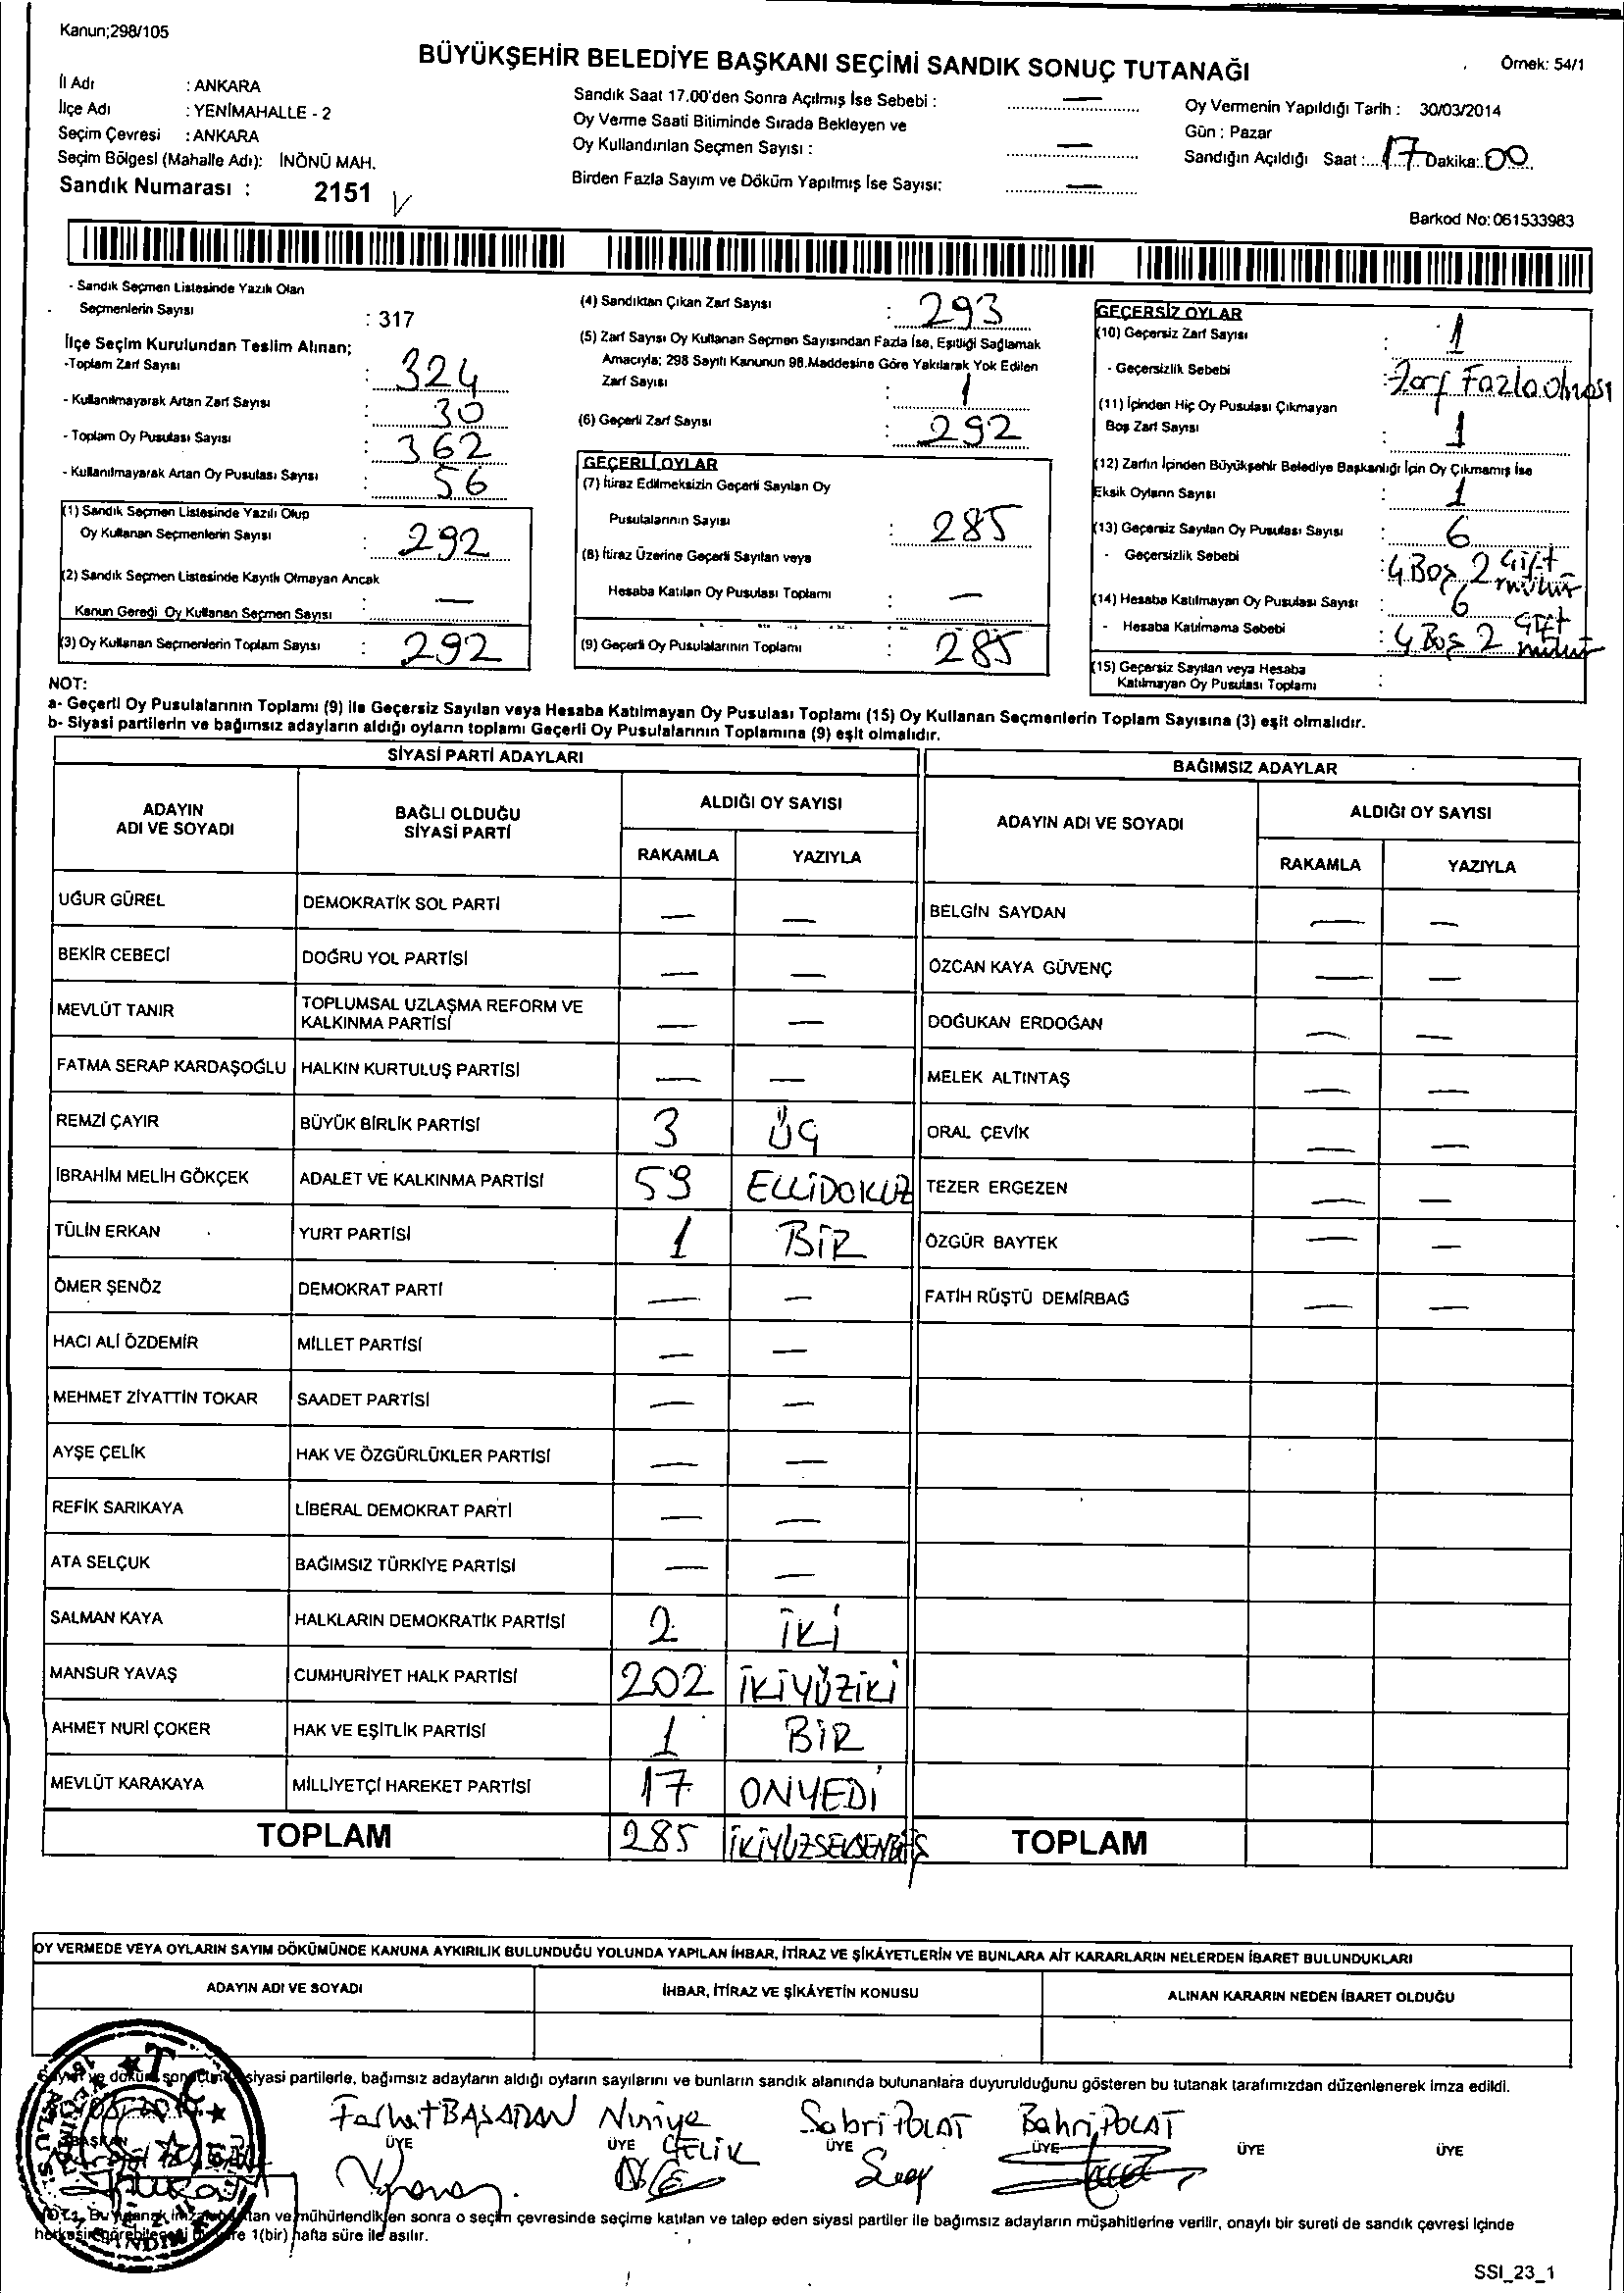 Kanun;298/105
BÜYÜKŞEHİR BELEDİYE BAŞKANI SEÇİMİ SANDIK SONUÇ TUTANAĞI
Örnek: 54/1
İl Adı : ANKARA
İlçe Adı : YENİMAHALLE - 2
Seçim Çevresi : ANKARA
Seçim Bölgesi (Mahalle Adı): İNÖNÜ MAH.
Sandık Numarası : 2151
Sandık Saat 17.00'den Sonra Açılmış İse Sebebi : —
Oy Verme Saati Bitiminde Sırada Bekleyen ve
Oy Kullandırılan Seçmen Sayısı : —
Birden Fazla Sayım ve Döküm Yapılmış İse Sayısı: —
Oy Vermenin Yapıldığı Tarih : 30/03/2014
Gün : Pazar
Sandığın Açıldığı Saat : 17 Dakika: 00
Barkod No: 061533983
- Sandık Seçmen Listesinde Yazılı Olan
Seçmenlerin Sayısı : 317
İlçe Seçim Kurulundan Teslim Alınan;
-Toplam Zarf Sayısı : 324
- Kullanılmayarak Artan Zarf Sayısı : 30
- Toplam Oy Pusulası Sayısı : 362
- Kullanılmayarak Artan Oy Pusulası Sayısı : 56
(1) Sandık Seçmen Listesinde Yazılı Olup
Oy Kullanan Seçmenlerin Sayısı : 292
(2) Sandık Seçmen Listesinde Kayıtlı Olmayan Ancak
Kanun Gereği Oy Kullanan Seçmen Sayısı : —
(3) Oy Kullanan Seçmenlerin Toplam Sayısı : 292
(4) Sandıktan Çıkan Zarf Sayısı : 293
(5) Zarf Sayısı Oy Kullanan Seçmen Sayısından Fazla İse, Eşitliği Sağlamak
Amacıyla; 298 Sayılı Kanunun 98.Maddesine Göre Yakılarak Yok Edilen
Zarf Sayısı : 1
(6) Geçerli Zarf Sayısı : 292
GEÇERLİ OYLAR
(7) İtiraz Edilmeksizin Geçerli Sayılan Oy
Pusulalarının Sayısı : 285
(8) İtiraz Üzerine Geçerli Sayılan veya
Hesaba Katılan Oy Pusulası Toplamı : —
(9) Geçerli Oy Pusulalarının Toplamı : 285
GEÇERSİZ OYLAR
(10) Geçersiz Zarf Sayısı : 1
- Geçersizlik Sebebi : Zarf Fazla olması
(11) İçinden Hiç Oy Pusulası Çıkmayan
Boş Zarf Sayısı : 1
(12) Zarfın İçinden Büyükşehir Belediye Başkanlığı İçin Oy Çıkmamış İse
Eksik Oyların Sayısı : 1
(13) Geçersiz Sayılan Oy Pusulası Sayısı : 6
- Geçersizlik Sebebi : 4 Boş 2 Çift mühür
(14) Hesaba Katılmayan Oy Pusulası Sayısı : 6
- Hesaba Katılmama Sebebi : 4 Boş 2 Çift mühür
(15) Geçersiz Sayılan veya Hesaba
Katılmayan Oy Pusulası Toplamı :
NOT:
a- Geçerli Oy Pusulalarının Toplamı (9) ile Geçersiz Sayılan veya Hesaba Katılmayan Oy Pusulası Toplamı (15) Oy Kullanan Seçmenlerin Toplam Sayısına (3) eşit olmalıdır.
b- Siyasi partilerin ve bağımsız adayların aldığı oyların toplamı Geçerli Oy Pusulalarının Toplamına (9) eşit olmalıdır.
SİYASİ PARTİ ADAYLARI
ADAYIN ADI VE SOYADI
BAĞLI OLDUĞU SİYASİ PARTİ
ALDIĞI OY SAYISI
RAKAMLA YAZIYLA
UĞUR GÜREL DEMOKRATİK SOL PARTİ — —
BEKİR CEBECİ DOĞRU YOL PARTİSİ — —
MEVLÜT TANIR TOPLUMSAL UZLAŞMA REFORM VE KALKINMA PARTİSİ — —
FATMA SERAP KARDAŞOĞLU HALKIN KURTULUŞ PARTİSİ — —
REMZİ ÇAYIR BÜYÜK BİRLİK PARTİSİ 3 ÜÇ
İBRAHİM MELİH GÖKÇEK ADALET VE KALKINMA PARTİSİ 59 ELLİDOKUZ
TÜLİN ERKAN YURT PARTİSİ 1 BİR
ÖMER ŞENÖZ DEMOKRAT PARTİ — —
HACI ALİ ÖZDEMİR MİLLET PARTİSİ — —
MEHMET ZİYATTİN TOKAR SAADET PARTİSİ — —
AYŞE ÇELİK HAK VE ÖZGÜRLÜKLER PARTİSİ — —
REFİK SARIKAYA LİBERAL DEMOKRAT PARTİ — —
ATA SELÇUK BAĞIMSIZ TÜRKİYE PARTİSİ — —
SALMAN KAYA HALKLARIN DEMOKRATİK PARTİSİ 2 İKİ
MANSUR YAVAŞ CUMHURİYET HALK PARTİSİ 202 İKİYÜZİKİ
AHMET NURİ ÇOKER HAK VE EŞİTLİK PARTİSİ 1 BİR
MEVLÜT KARAKAYA MİLLİYETÇİ HAREKET PARTİSİ 17 ONYEDİ
TOPLAM 285 İKİYÜZSEKSENBEŞ
BAĞIMSIZ ADAYLAR
ADAYIN ADI VE SOYADI
ALDIĞI OY SAYISI
RAKAMLA YAZIYLA
BELGİN SAYDAN — —
ÖZCAN KAYA GÜVENÇ — —
DOĞUKAN ERDOĞAN — —
MELEK ALTINTAŞ — —
ORAL ÇEVİK — —
TEZER ERGEZEN — —
ÖZGÜR BAYTEK — —
FATİH RÜŞTÜ DEMİRBAĞ — —
TOPLAM
OY VERMEDE VEYA OYLARIN SAYIM DÖKÜMÜNDE KANUNA AYKIRILIK BULUNDUĞU YOLUNDA YAPILAN İHBAR, İTİRAZ VE ŞİKÂYETLERİN VE BUNLARA AİT KARARLARIN NELERDEN İBARET BULUNDUKLARI
ADAYIN ADI VE SOYADI
İHBAR, İTİRAZ VE ŞİKÂYETİN KONUSU
ALINAN KARARIN NEDEN İBARET OLDUĞU
T.C.
siyasi partilerle, bağımsız adayların aldığı oyların sayılarını ve bunların sandık alanında bulunanlara duyurulduğunu gösteren bu tutanak tarafımızdan düzenlenerek imza edildi.
Ferhat BAŞARAN Nuriye ÇELİK Sabri POLAT Bahri POLAT
BAŞKAN ÜYE ÜYE ÜYE ÜYE ÜYE ÜYE
mühürlendikten sonra o seçim çevresinde seçime katılan ve talep eden siyasi partiler ile bağımsız adayların müşahitlerine verilir, onaylı bir sureti de sandık çevresi içinde
1(bir) hafta süre ile asılır.
SSI_23_1